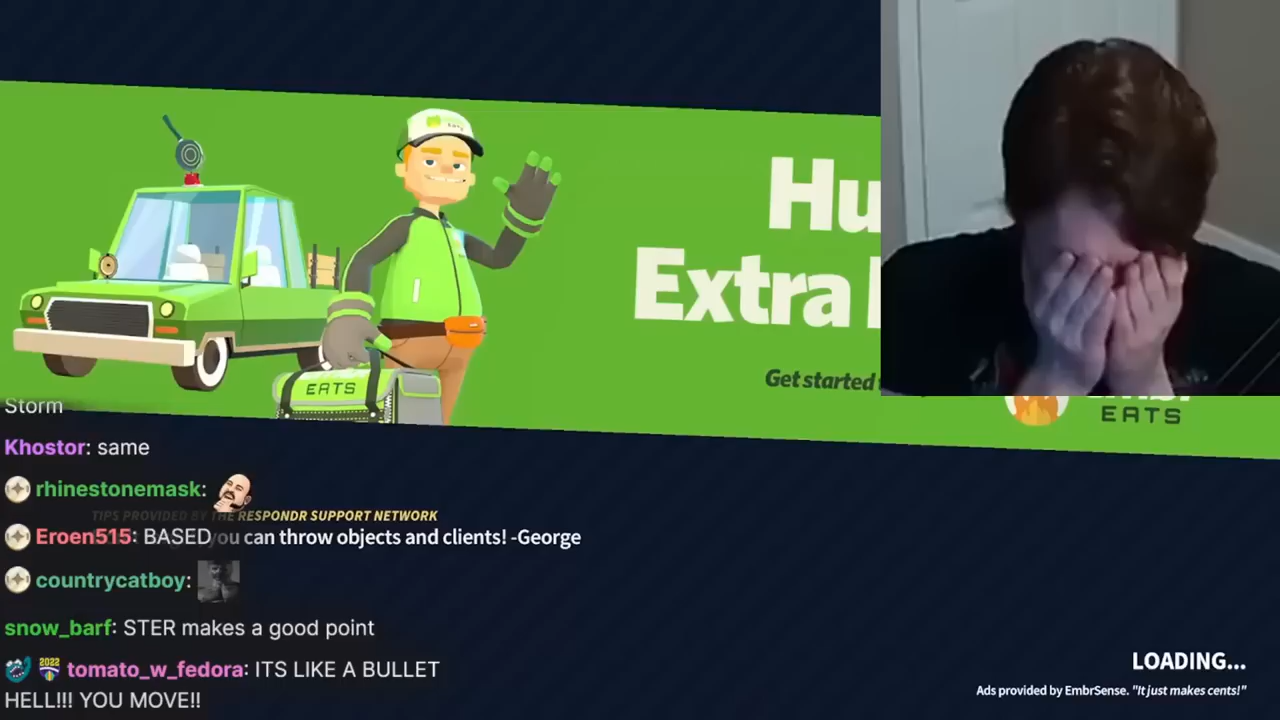 Hu
Extra
Get started
EATS
EATS
Storm
Khostor: same
rhinestonemask:
TIPS PROVIDED BY THE RESPONDR SUPPORT NETWORK
Eroen515: BASED
you can throw objects and clients! -George
countrycatboy:
snow_barf: STER makes a good point
2022
tomato_w_fedora: ITS LIKE A BULLET
HELL!!! YOU MOVE!!
LOADING...
Ads provided by EmbrSense. "It just makes cents!"